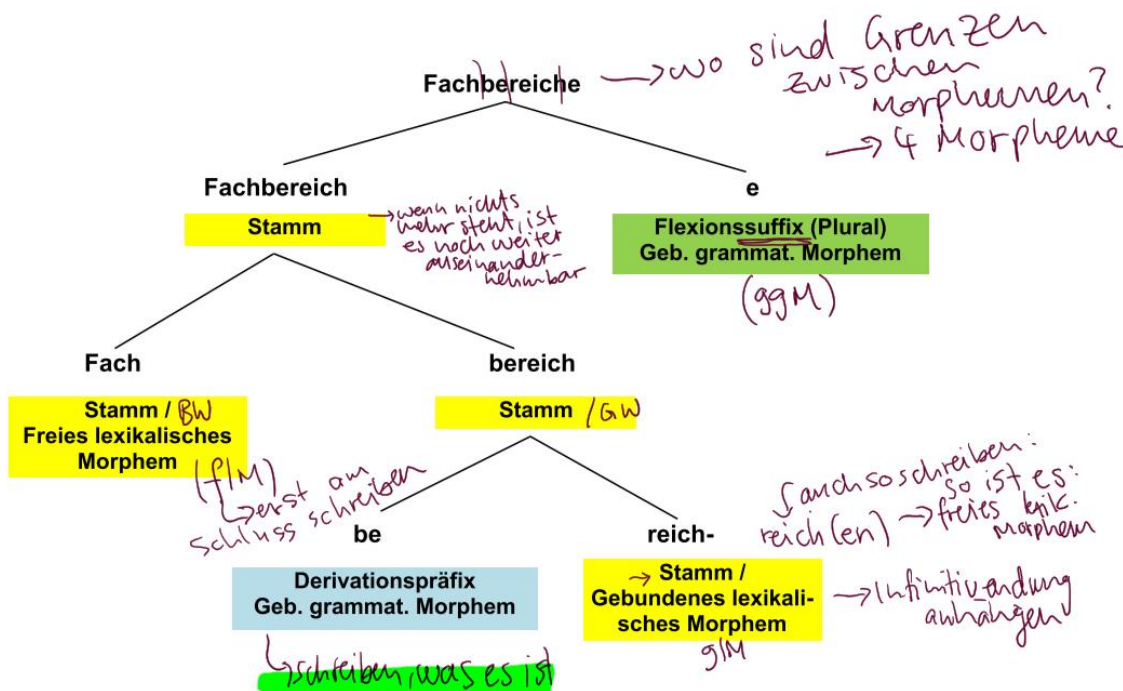 Fachbereiche
→ wo sind Grenzen
zwischen
Morphemen?
→ 4 Morpheme
Fachbereich
Stamm
→ wenn nichts
mehr steht, ist
es noch weiter
auseinander-
nehmbar
e
Flexionssuffix (Plural)
Geb. grammat. Morphem
(ggM)
Fach
Stamm / BW
Freies lexikalisches
Morphem
(flM)
↳ erst am
schluss schreiben
bereich
Stamm / GW
be
Derivationspräfix
Geb. grammat. Morphem
↳ schreiben, was es ist
reich-
→ Stamm /
Gebundenes lexikali-
sches Morphem
glM
auch so schreiben:
so ist es:
reich(en) → freies lexik.
Morphem
→ Infinitivendung
anhängen